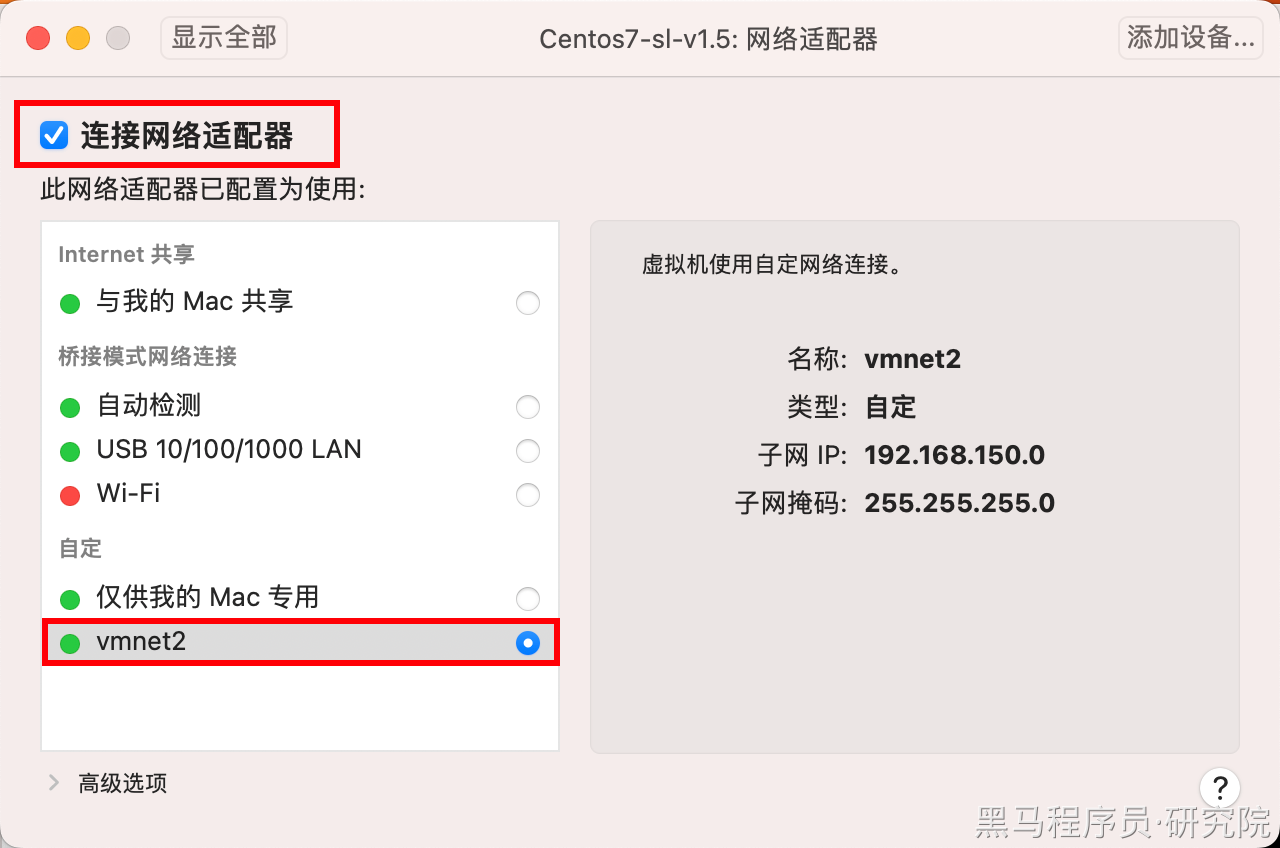 显示全部
Centos7-sl-v1.5: 网络适配器
添加设备...
连接网络适配器
此网络适配器已配置为使用:
Internet 共享
与我的 Mac 共享
桥接模式网络连接
自动检测
USB 10/100/1000 LAN
Wi-Fi
自定
仅供我的 Mac 专用
vmnet2
虚拟机使用自定网络连接。
名称: vmnet2
类型: 自定
子网 IP: 192.168.150.0
子网掩码: 255.255.255.0
高级选项
?
黑马程序员·研究院